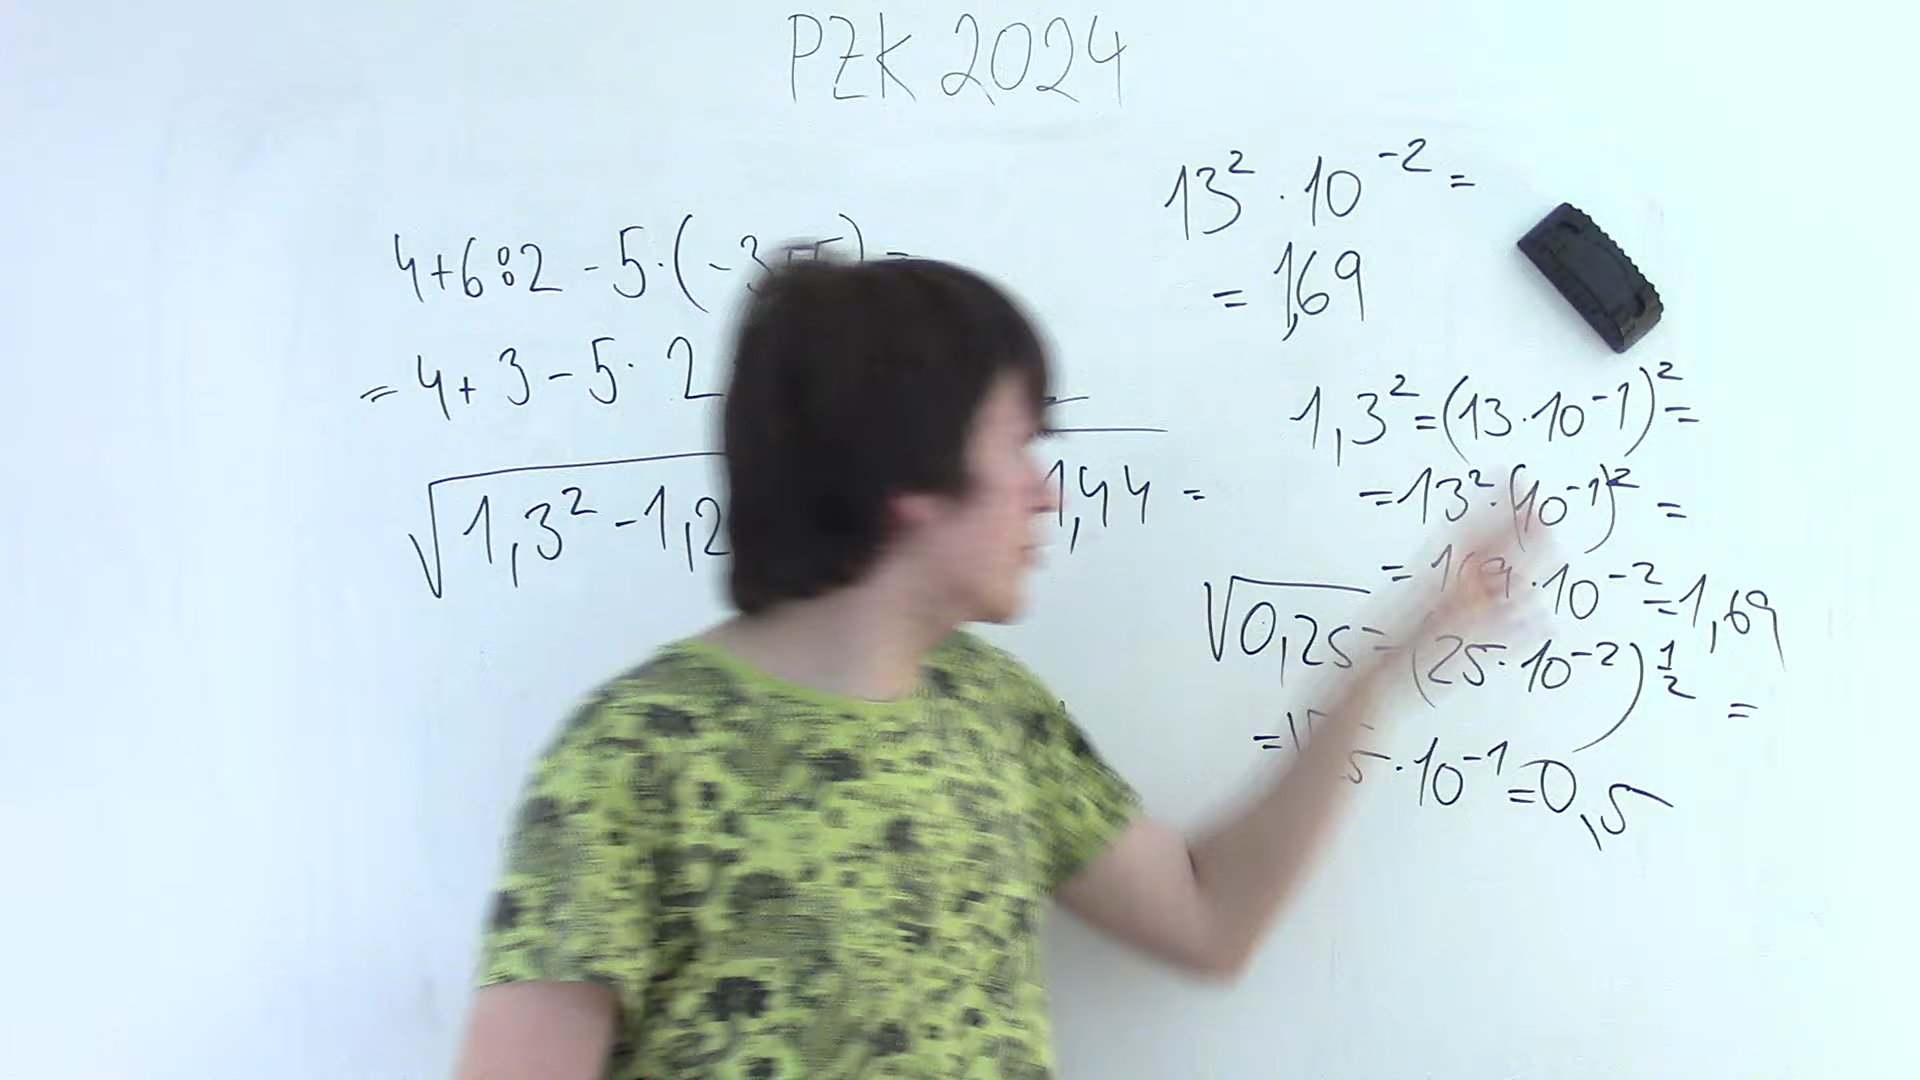 PZK 2024
4+6:2 - 5·(-3
= 4+ 3 - 5· 2
√1,3² - 1,2 1,44 =
13² · 10⁻² =
= 1,69
1,3² = (13·10⁻¹)² =
= 13² · (10⁻¹)² =
= 169 · 10⁻² = 1,69
√0,25 = (25·10⁻²)^½ =
= 5 · 10⁻¹ = 0,5